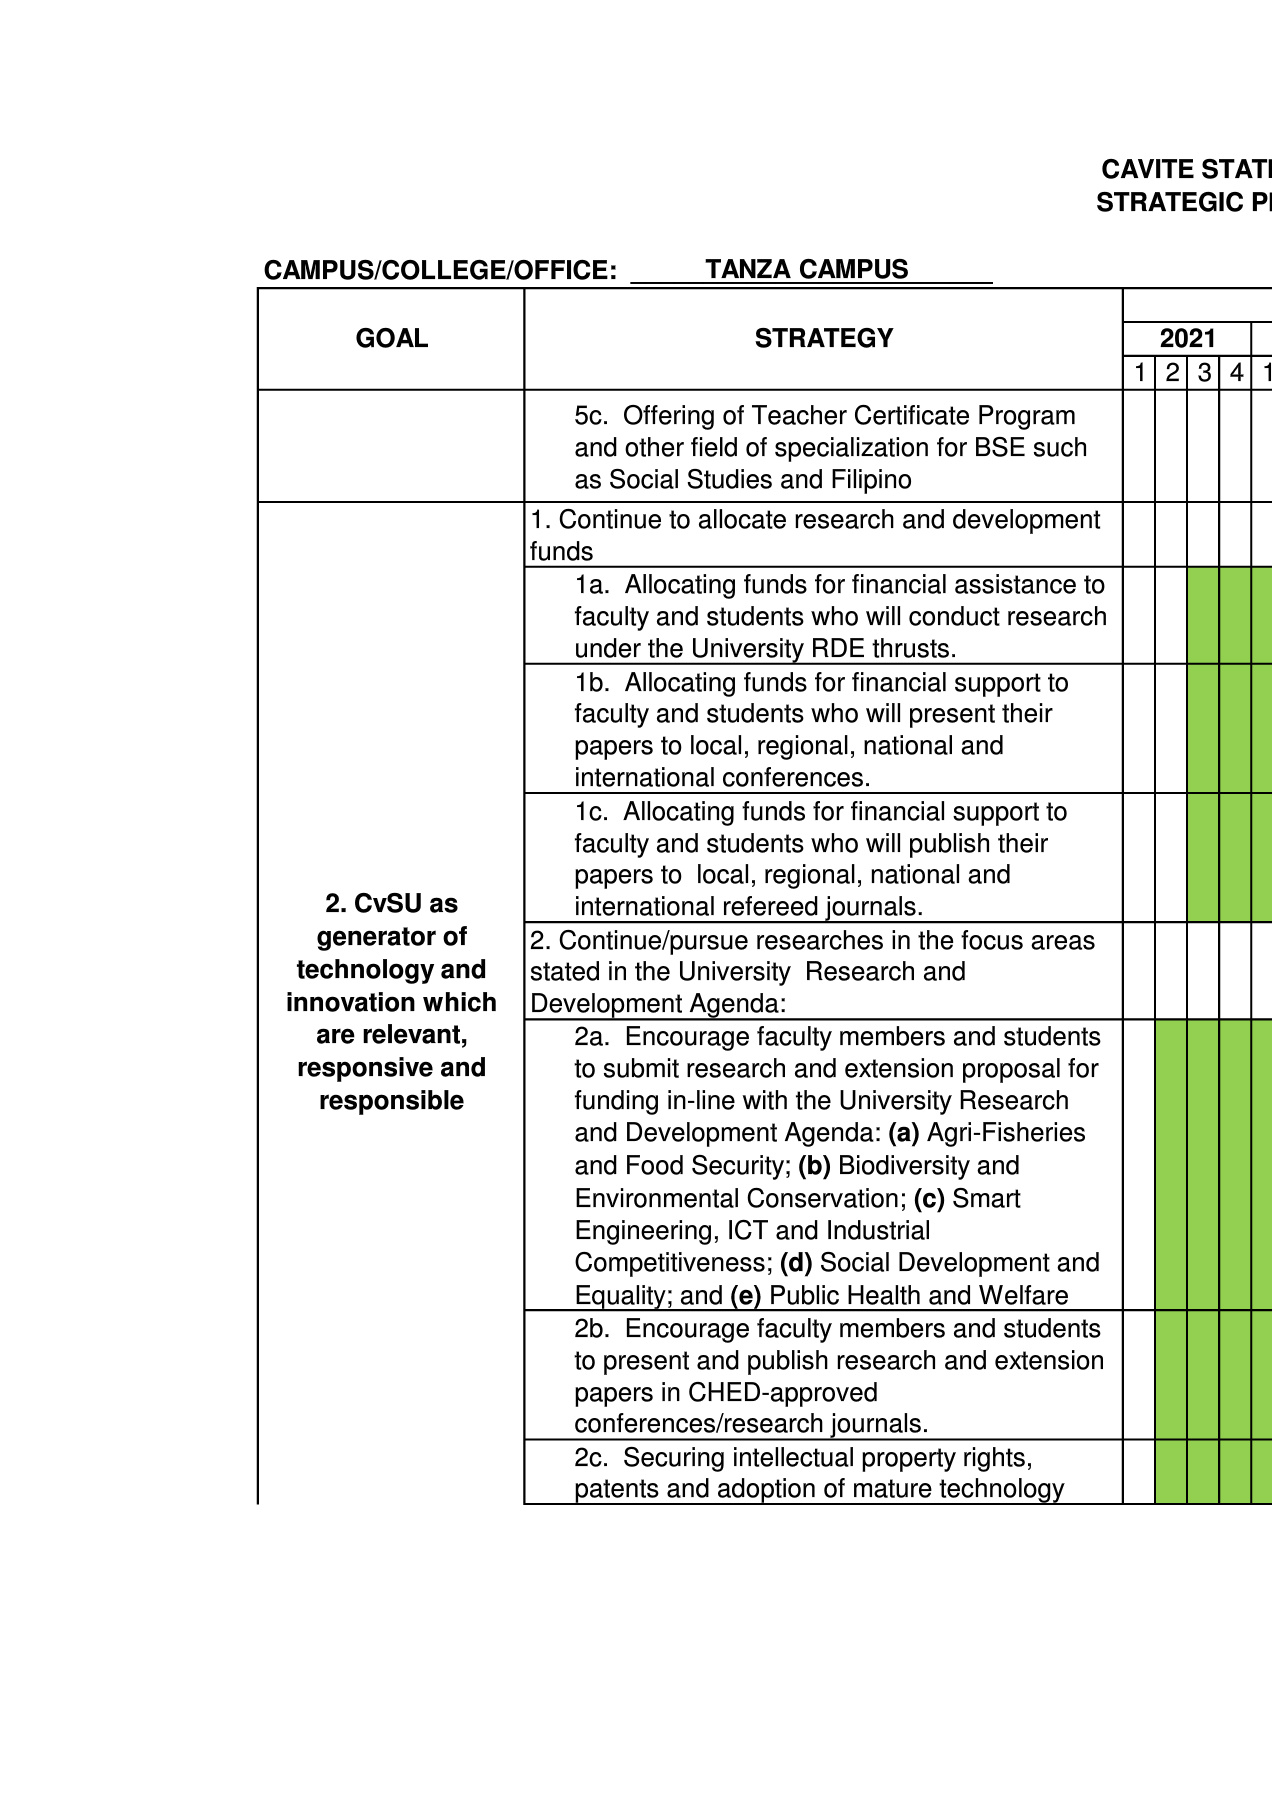 CAVITE STATE
STRATEGIC PL
CAMPUS/COLLEGE/OFFICE: TANZA CAMPUS
GOAL
STRATEGY
2021
1 2 3 4 1
5c. Offering of Teacher Certificate Program
and other field of specialization for BSE such
as Social Studies and Filipino
2. CvSU as
generator of
technology and
innovation which
are relevant,
responsive and
responsible
1. Continue to allocate research and development
funds
1a. Allocating funds for financial assistance to
faculty and students who will conduct research
under the University RDE thrusts.
1b. Allocating funds for financial support to
faculty and students who will present their
papers to local, regional, national and
international conferences.
1c. Allocating funds for financial support to
faculty and students who will publish their
papers to local, regional, national and
international refereed journals.
2. Continue/pursue researches in the focus areas
stated in the University Research and
Development Agenda:
2a. Encourage faculty members and students
to submit research and extension proposal for
funding in-line with the University Research
and Development Agenda: (a) Agri-Fisheries
and Food Security; (b) Biodiversity and
Environmental Conservation; (c) Smart
Engineering, ICT and Industrial
Competitiveness; (d) Social Development and
Equality; and (e) Public Health and Welfare
2b. Encourage faculty members and students
to present and publish research and extension
papers in CHED-approved
conferences/research journals.
2c. Securing intellectual property rights,
patents and adoption of mature technology